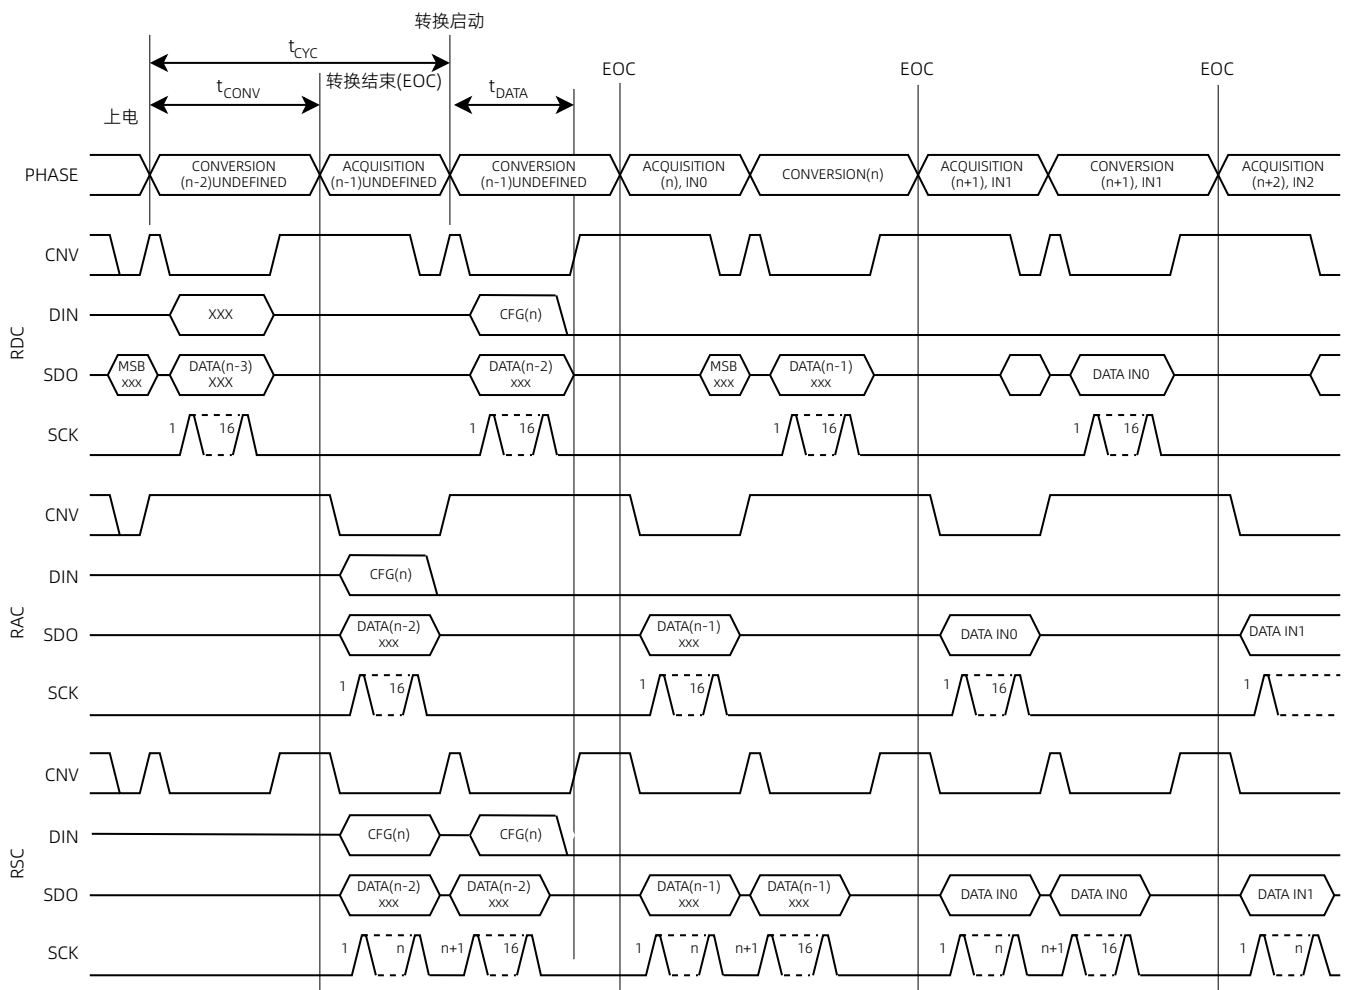 转换启动
tCYC
EOC
EOC
EOC
转换结束(EOC)
tCONV
tDATA
上电
PHASE
CONVERSION
(n-2)UNDEFINED
ACQUISITION
(n-1)UNDEFINED
CONVERSION
(n-1)UNDEFINED
ACQUISITION
(n), IN0
CONVERSION(n)
ACQUISITION
(n+1), IN1
CONVERSION
(n+1), IN1
ACQUISITION
(n+2), IN2
RDC
CNV
DIN
XXX
CFG(n)
SDO
MSB
xxx
DATA(n-3)
XXX
DATA(n-2)
xxx
MSB
xxx
DATA(n-1)
xxx
DATA IN0
SCK
1 16 1 16 1 16 1 16
RAC
CNV
DIN
CFG(n)
SDO
DATA(n-2)
xxx
DATA(n-1)
xxx
DATA IN0
DATA IN1
SCK
1 16 1 16 1 16 1
RSC
CNV
DIN
CFG(n)
CFG(n)
SDO
DATA(n-2)
xxx
DATA(n-2)
xxx
DATA(n-1)
xxx
DATA(n-1)
xxx
DATA IN0
DATA IN0
DATA IN1
SCK
1 n n+1 16 1 n n+1 16 1 n n+1 16 1 n